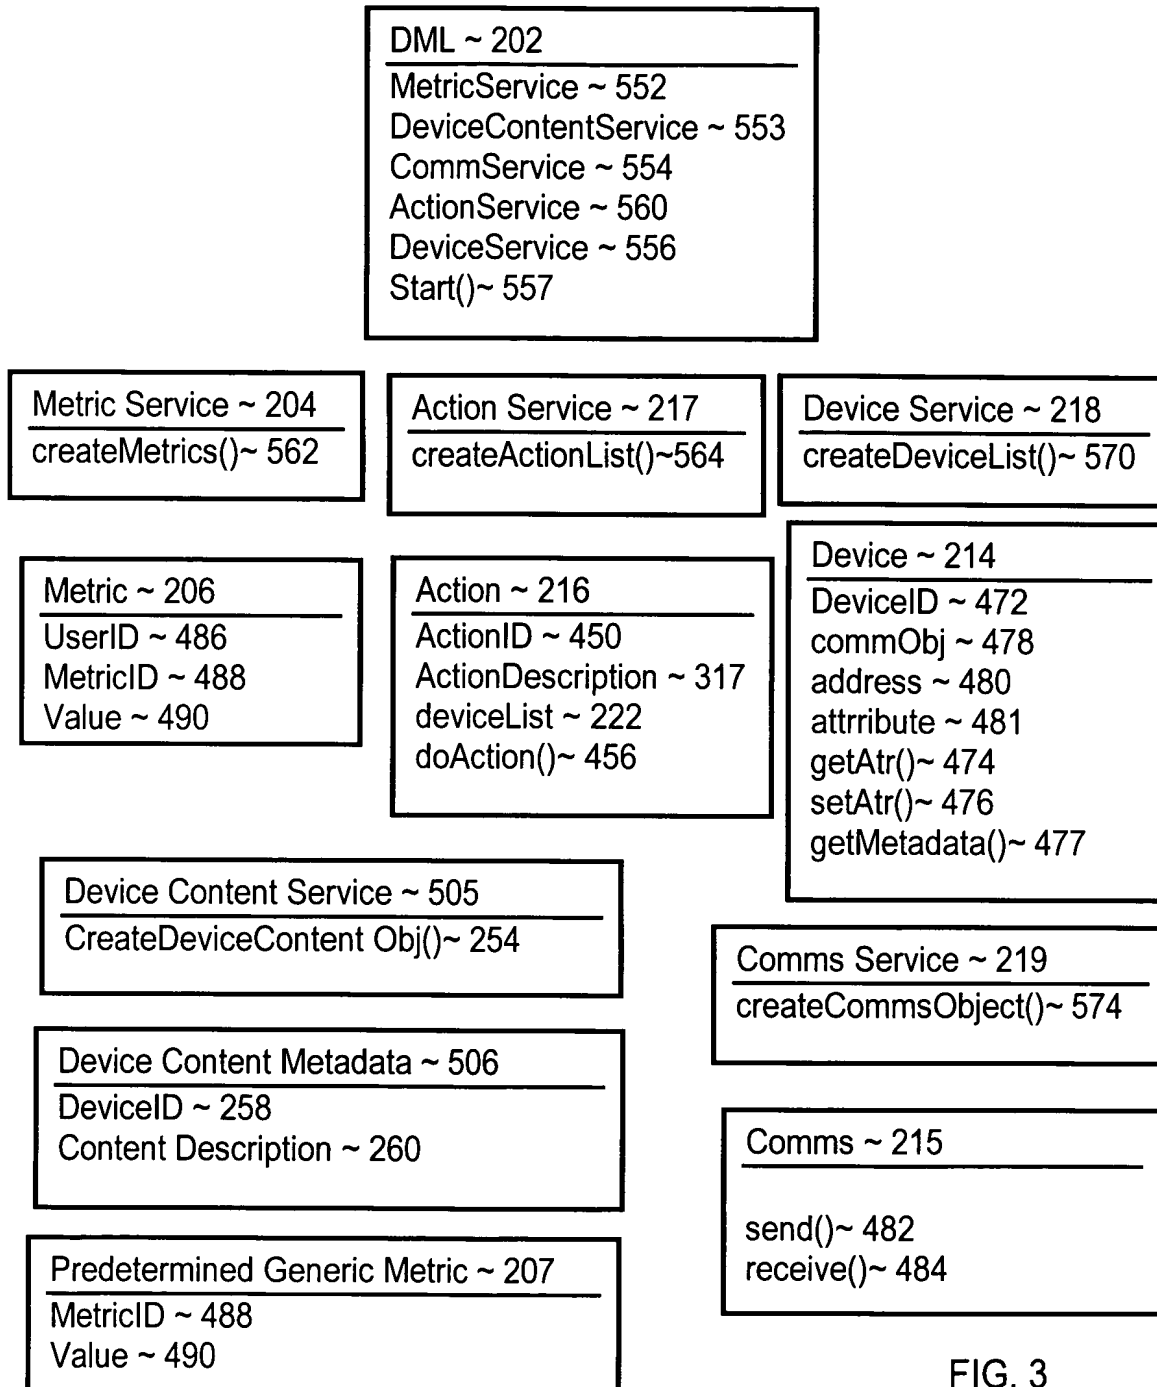 DML ~ 202
MetricService ~ 552
DeviceContentService ~ 553
CommService ~ 554
ActionService ~ 560
DeviceService ~ 556
Start()~ 557
Metric Service ~ 204
createMetrics()~ 562
Action Service ~ 217
createActionList()~564
Device Service ~ 218
createDeviceList()~ 570
Metric ~ 206
UserID ~ 486
MetricID ~ 488
Value ~ 490
Action ~ 216
ActionID ~ 450
ActionDescription ~ 317
deviceList ~ 222
doAction()~ 456
Device ~ 214
DeviceID ~ 472
commObj ~ 478
address ~ 480
attrribute ~ 481
getAtr()~ 474
setAtr()~ 476
getMetadata()~ 477
Device Content Service ~ 505
CreateDeviceContent Obj()~ 254
Comms Service ~ 219
createCommsObject()~ 574
Device Content Metadata ~ 506
DeviceID ~ 258
Content Description ~ 260
Comms ~ 215
send()~ 482
receive()~ 484
Predetermined Generic Metric ~ 207
MetricID ~ 488
Value ~ 490
FIG. 3